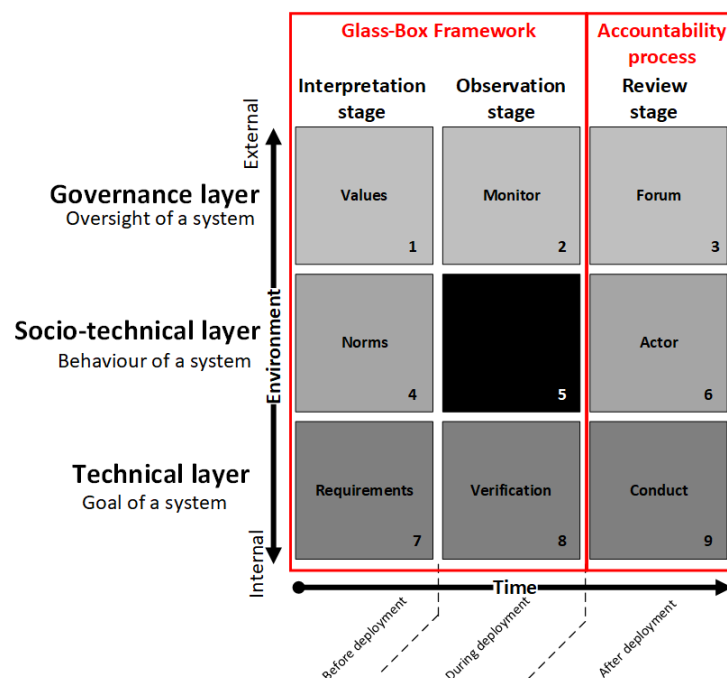 Glass-Box Framework
Accountability
process
Interpretation
stage
Observation
stage
Review
stage
External
Governance layer
Oversight of a system
Values
1
Monitor
2
Forum
3
Environment
Socio-technical layer
Behaviour of a system
Norms
4
5
Actor
6
Technical layer
Goal of a system
Requirements
7
Verification
8
Conduct
9
Internal
Time
Before deployment
During deployment
After deployment